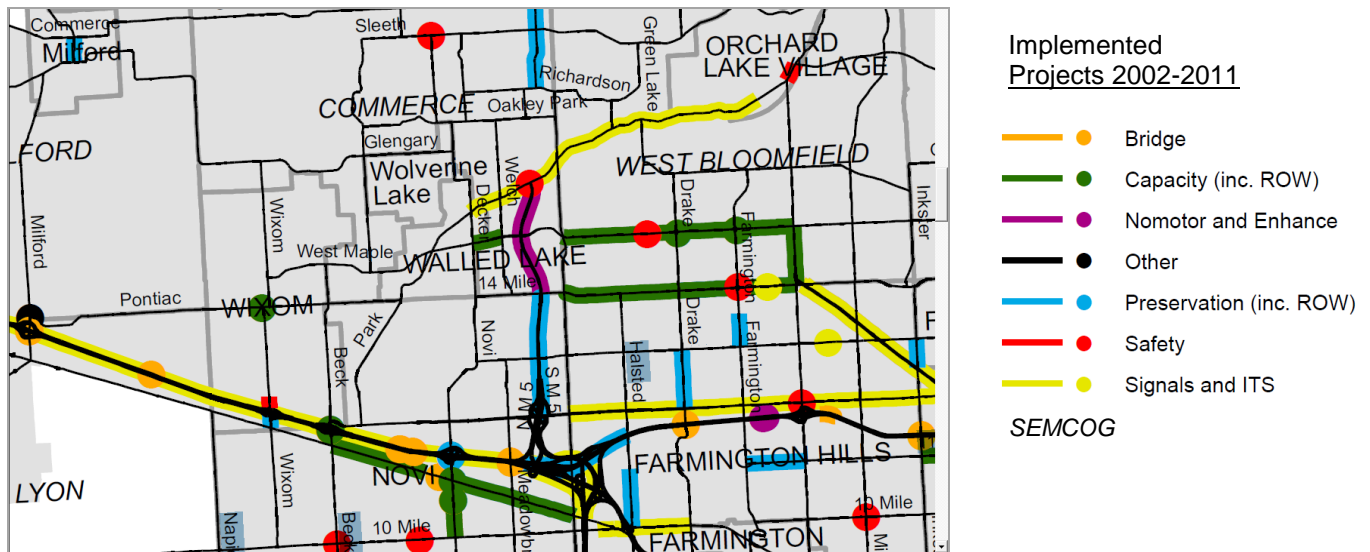 Commerce
Milford
Sleeth
Green Lake
ORCHARD
LAKE VILLAGE
Richardson
COMMERCE
Oakley Park
FORD
Glengary
Wolverine
Lake
Welch
WEST BLOOMFIELD
Decker
Drake
Farmington
Inkster
Milford
Wixom
West Maple
WALLED LAKE
14 Mile
Pontiac
WIXOM
Park
Novi
Drake
Farmington
Beck
Halsted
N M 5
S M 5
NOVI
FARMINGTON HILLS
LYON
Wixom
Meadowbr
10 Mile
10 Mile
Napi
Beck
FARMINGTON
Mi
Implemented
Projects 2002-2011
Bridge
Capacity (inc. ROW)
Nomotor and Enhance
Other
Preservation (inc. ROW)
Safety
Signals and ITS
SEMCOG